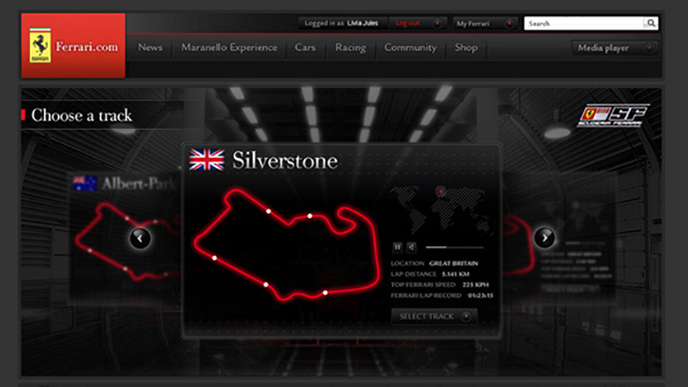 Logged in as Livia Jules Log out My Ferrari Search
Ferrari.com News Maranello Experience Cars Racing Community Shop Media player
Choose a track
SF
SCUDERIA FERRARI
Silverstone
Albert-Park
LOCATION GREAT BRITAIN
LAP DISTANCE 5.141 KM
TOP FERRARI SPEED 225 KPH
FERRARI LAP RECORD 01:23:15
SELECT TRACK